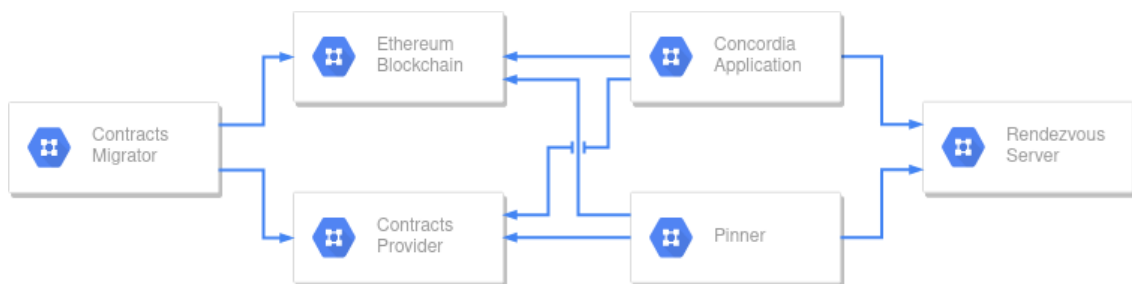 Ethereum
Blockchain
Concordia
Application
Contracts
Migrator
Rendezvous
Server
Contracts
Provider
Pinner